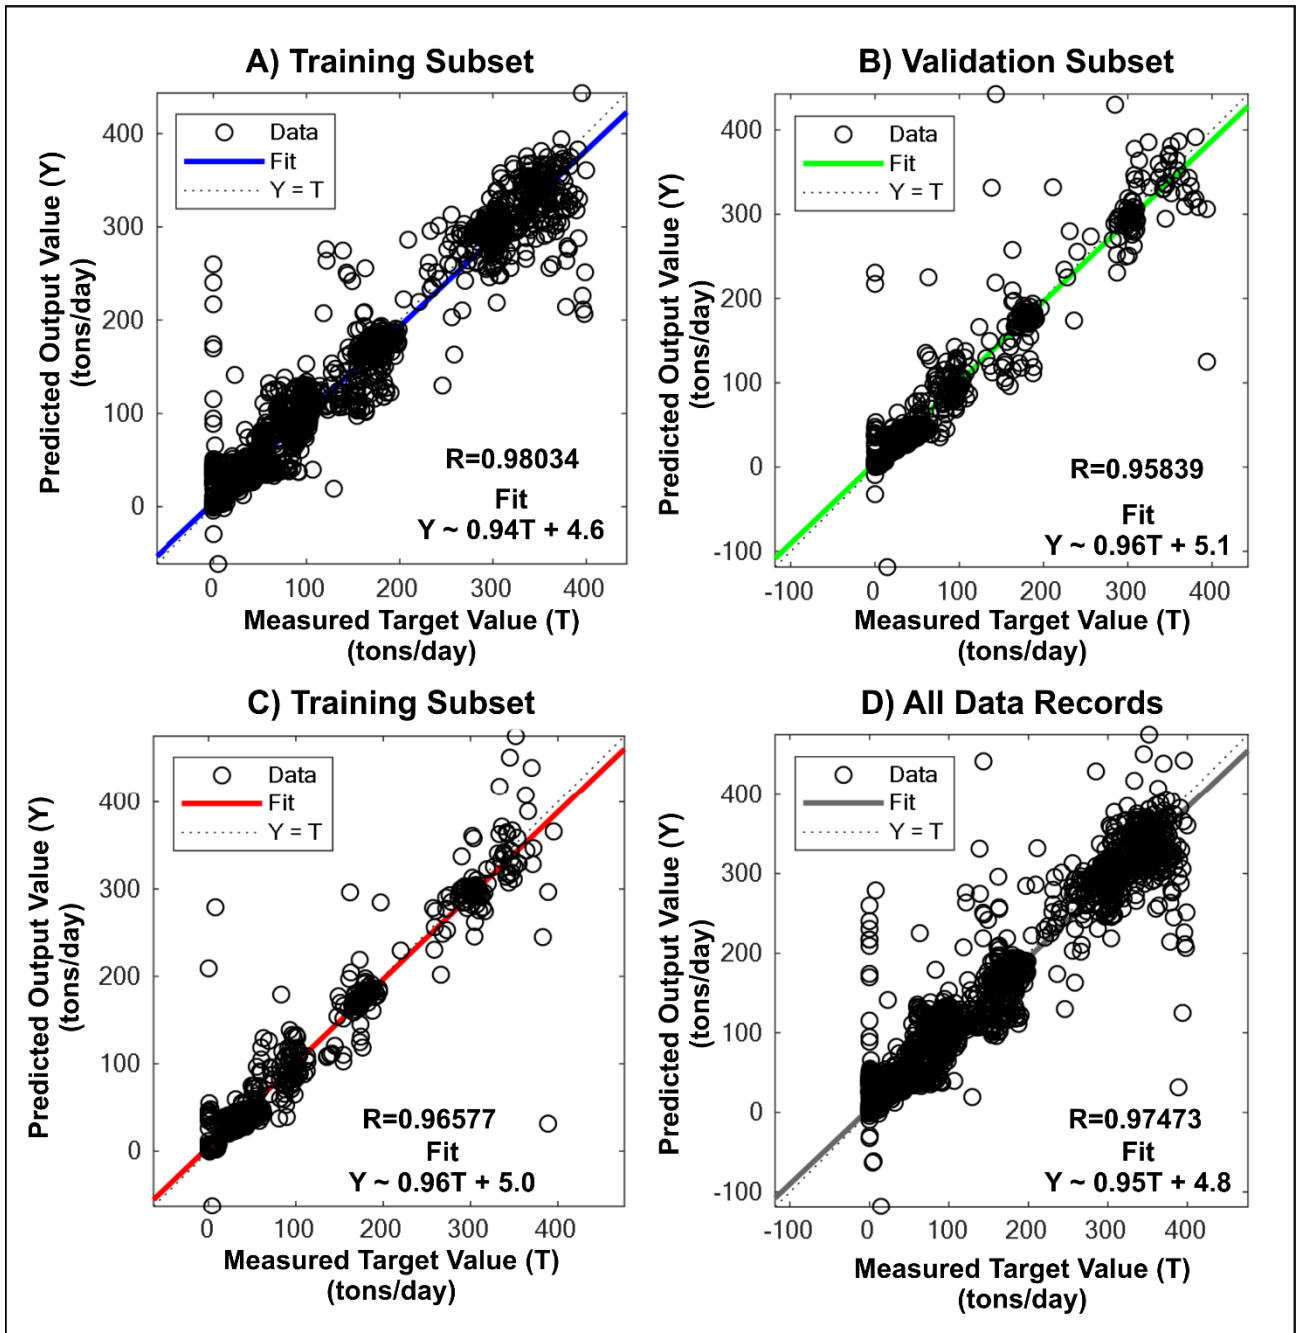 A) Training Subset
Data
Fit
Y = T
400
300
200
100
0
Predicted Output Value (Y)
(tons/day)
R=0.98034
Fit
Y ~ 0.94T + 4.6
0 100 200 300 400
Measured Target Value (T)
(tons/day)
B) Validation Subset
Data
Fit
Y = T
400
300
200
100
0
-100
Predicted Output Value (Y)
(tons/day)
R=0.95839
Fit
Y ~ 0.96T + 5.1
-100 0 100 200 300 400
Measured Target Value (T)
(tons/day)
C) Training Subset
Data
Fit
Y = T
400
300
200
100
0
Predicted Output Value (Y)
(tons/day)
R=0.96577
Fit
Y ~ 0.96T + 5.0
0 100 200 300 400
Measured Target Value (T)
(tons/day)
D) All Data Records
Data
Fit
Y = T
400
300
200
100
0
-100
Predicted Output Value (Y)
(tons/day)
R=0.97473
Fit
Y ~ 0.95T + 4.8
-100 0 100 200 300 400
Measured Target Value (T)
(tons/day)